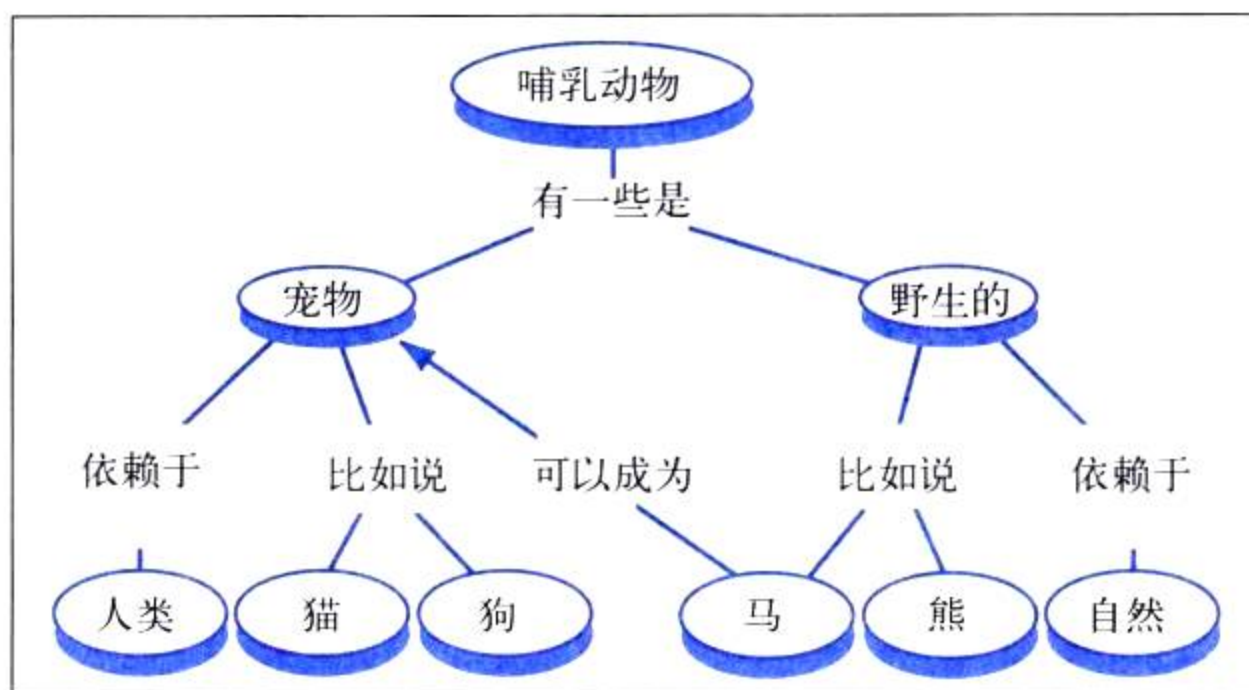 哺乳动物
有一些是
宠物
野生的
依赖于
比如说
可以成为
比如说
依赖于
人类
猫
狗
马
熊
自然